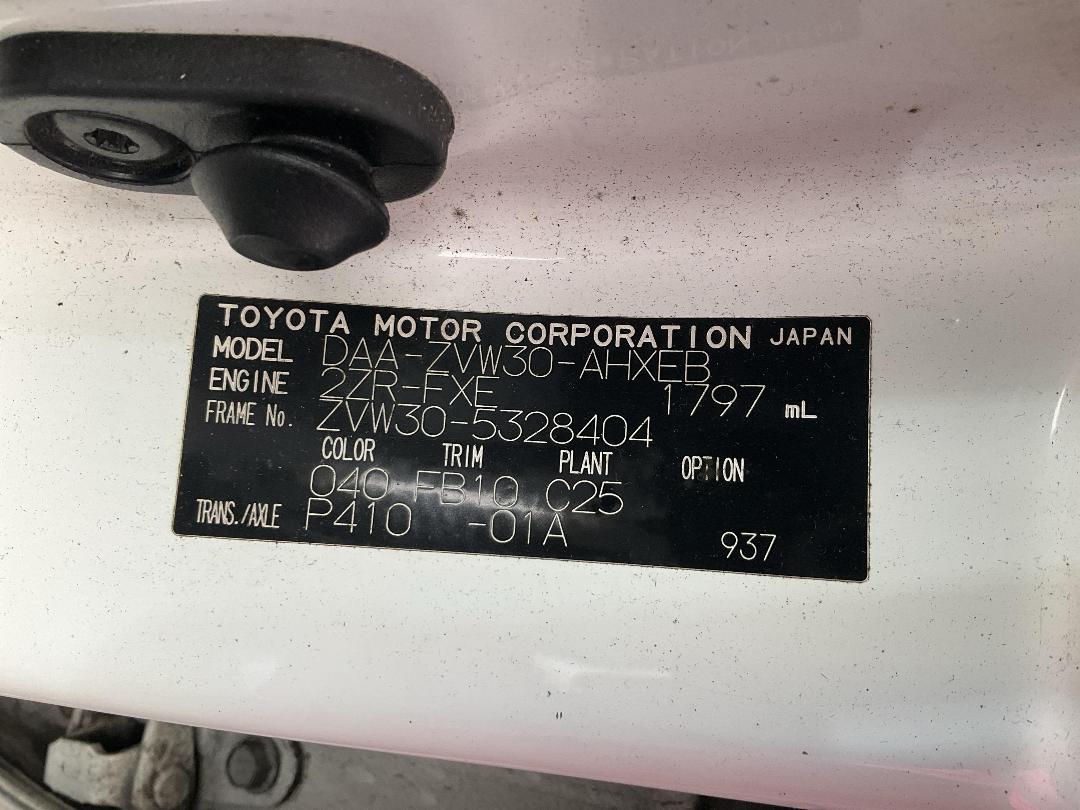 TOYOTA MOTOR CORPORATION JAPAN
MODEL DAA-ZVW30-AHXEB
ENGINE 2ZR-FXE 1797 mL
FRAME No. ZVW30-5328404
COLOR TRIM PLANT OPTION
040 FB10 C25
TRANS./AXLE P410 -01A 937